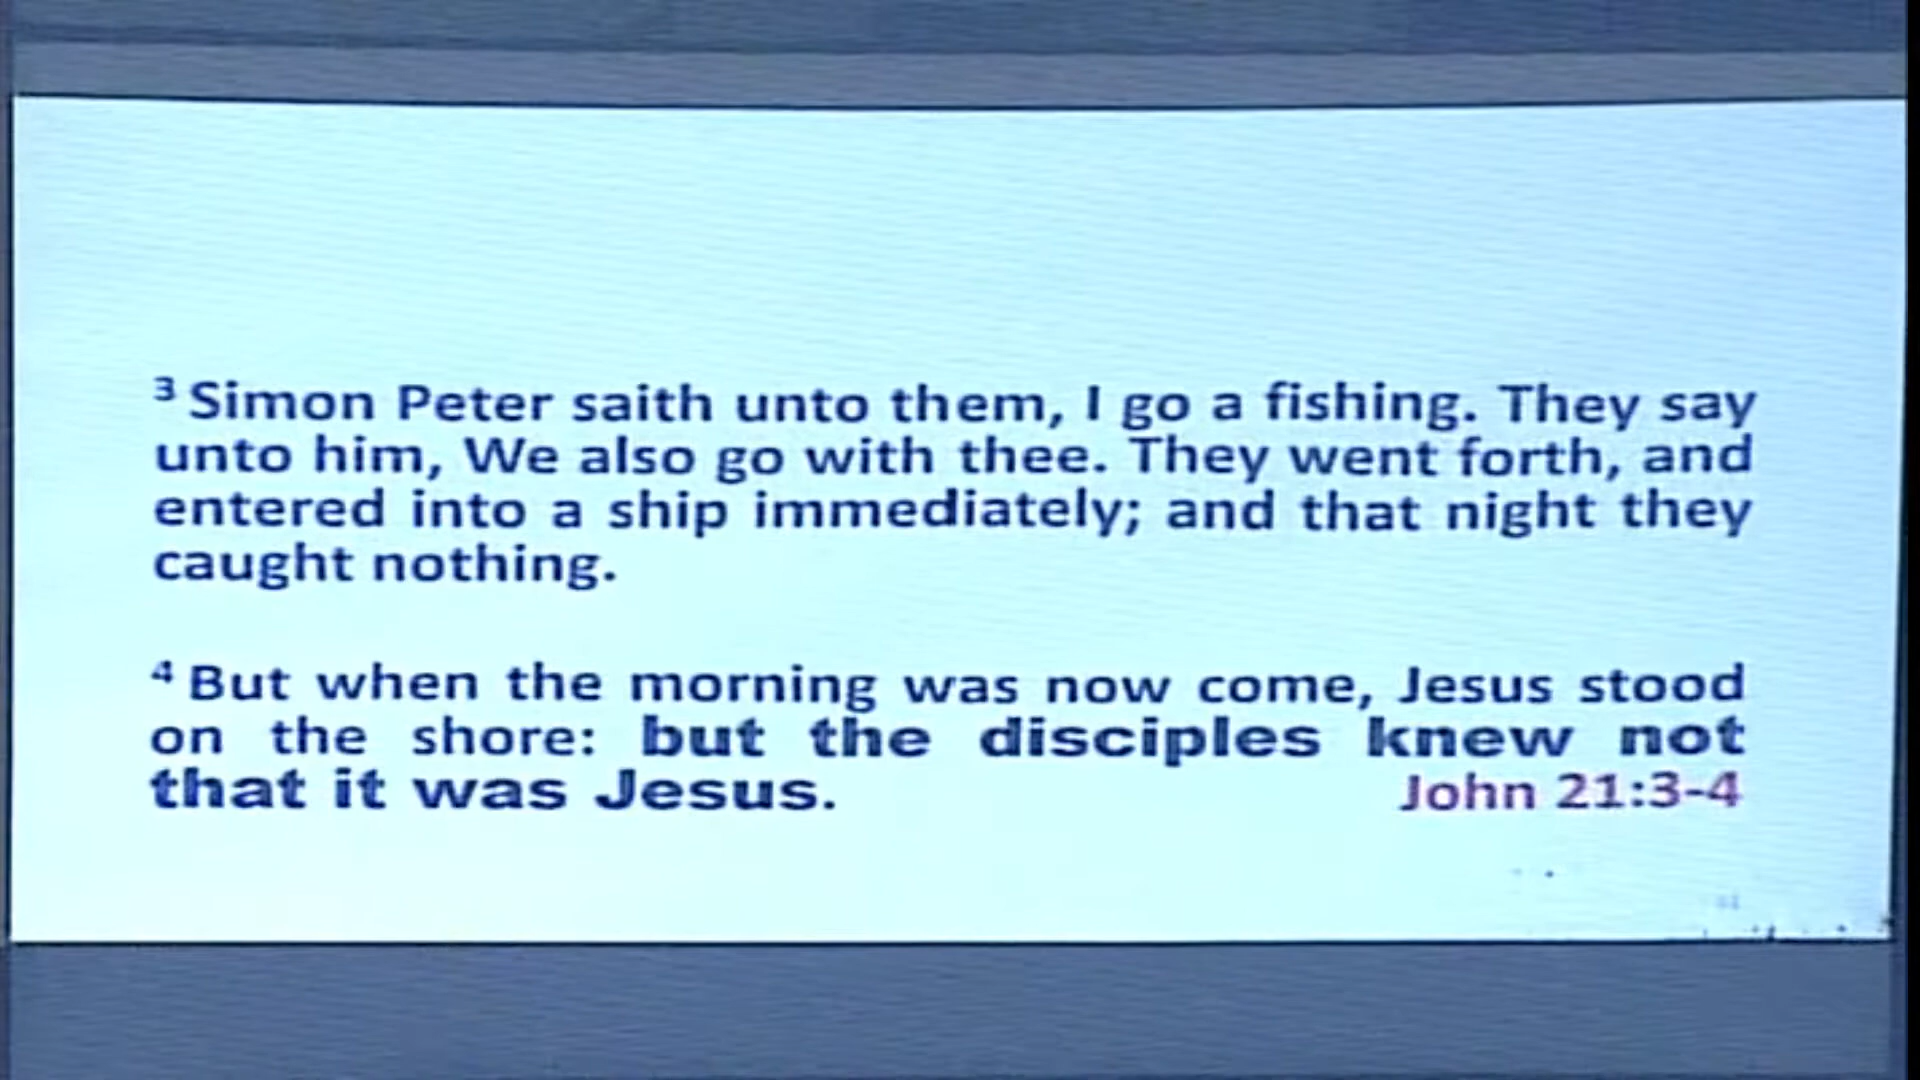 ³ Simon Peter saith unto them, I go a fishing. They say
unto him, We also go with thee. They went forth, and
entered into a ship immediately; and that night they
caught nothing.
⁴ But when the morning was now come, Jesus stood
on the shore: but the disciples knew not
that it was Jesus. John 21:3-4